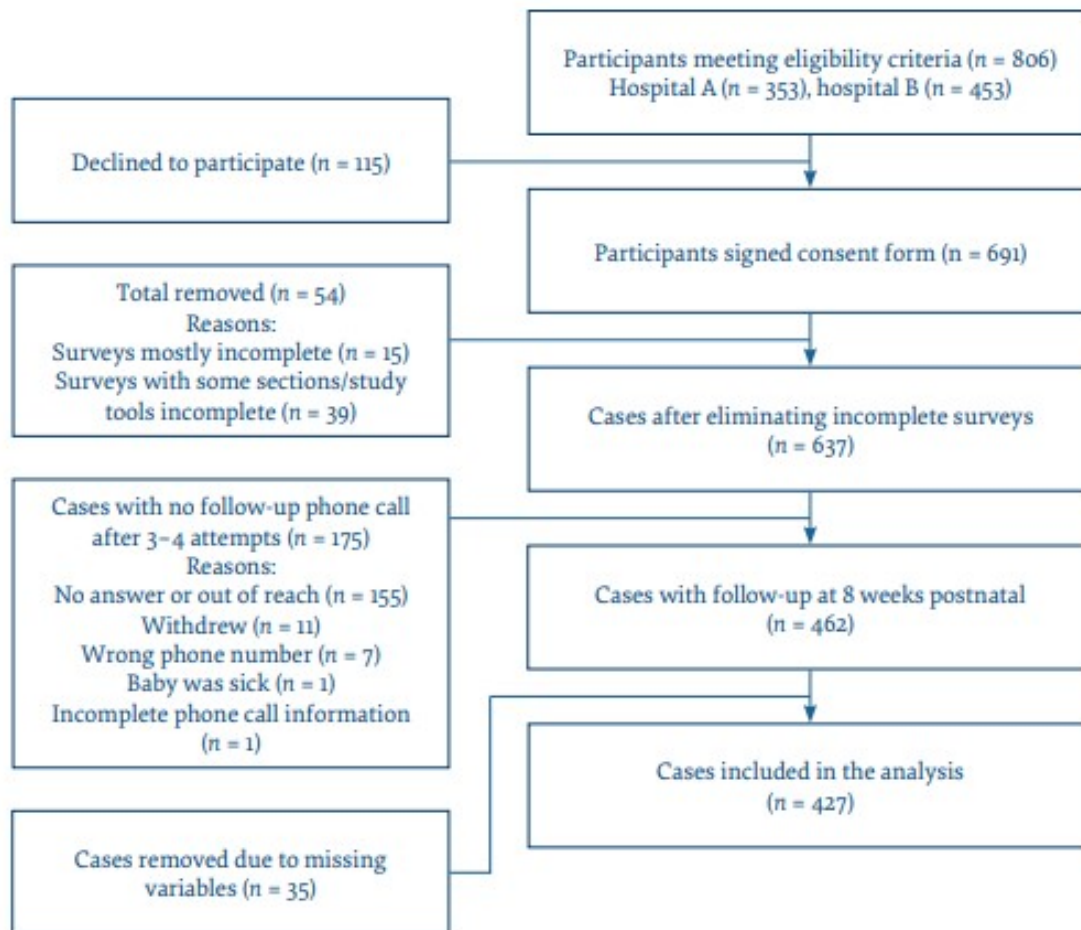 Participants meeting eligibility criteria (n = 806)
Hospital A (n = 353), hospital B (n = 453)
Declined to participate (n = 115)
Participants signed consent form (n = 691)
Total removed (n = 54)
Reasons:
Surveys mostly incomplete (n = 15)
Surveys with some sections/study
tools incomplete (n = 39)
Cases after eliminating incomplete surveys
(n = 637)
Cases with no follow-up phone call
after 3–4 attempts (n = 175)
Reasons:
No answer or out of reach (n = 155)
Withdrew (n = 11)
Wrong phone number (n = 7)
Baby was sick (n = 1)
Incomplete phone call information
(n = 1)
Cases with follow-up at 8 weeks postnatal
(n = 462)
Cases included in the analysis
(n = 427)
Cases removed due to missing
variables (n = 35)